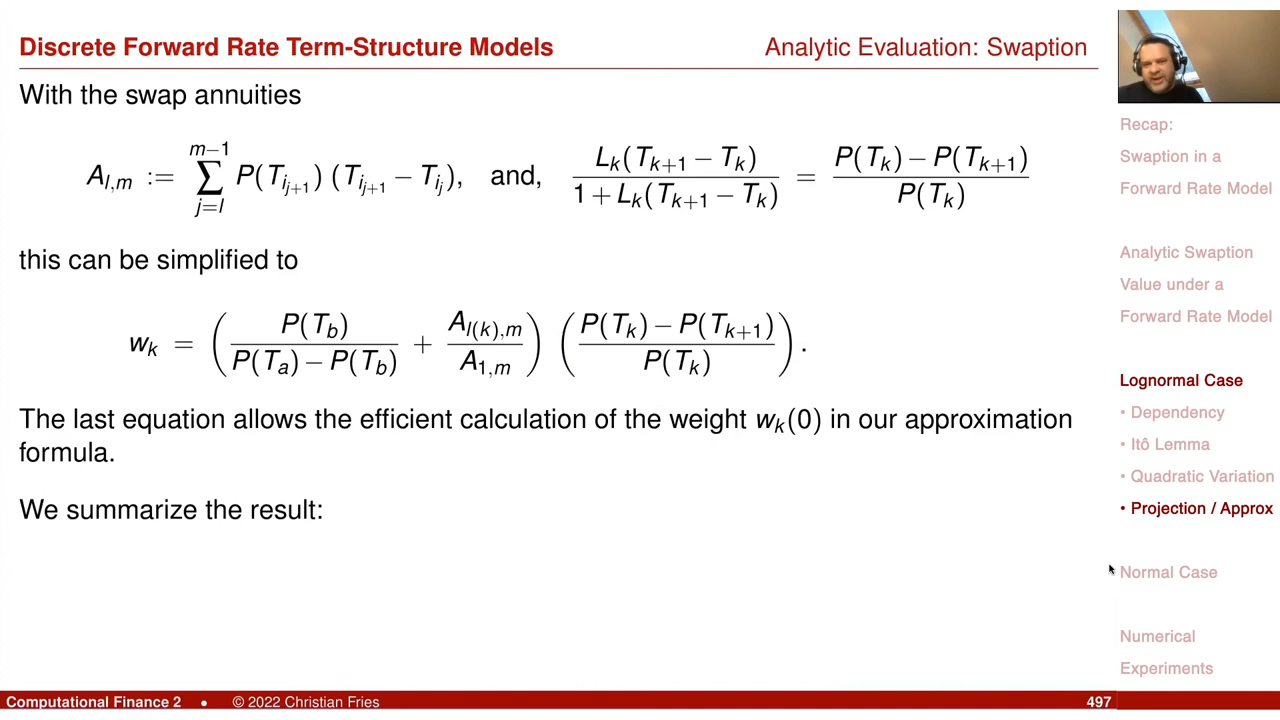 Discrete Forward Rate Term-Structure Models
Analytic Evaluation: Swaption
With the swap annuities
A_{l,m} := \sum_{j=l}^{m-1} P(T_{i_{j+1}}) (T_{i_{j+1}} − T_{i_j}), and, \frac{L_k(T_{k+1} − T_k)}{1 + L_k(T_{k+1} − T_k)} = \frac{P(T_k) − P(T_{k+1})}{P(T_k)}
this can be simplified to
w_k = \left( \frac{P(T_b)}{P(T_a) − P(T_b)} + \frac{A_{l(k),m}}{A_{1,m}} \right) \left( \frac{P(T_k) − P(T_{k+1})}{P(T_k)} \right).
The last equation allows the efficient calculation of the weight w_k(0) in our approximation
formula.
We summarize the result:
Recap:
Swaption in a
Forward Rate Model
Analytic Swaption
Value under a
Forward Rate Model
Lognormal Case
• Dependency
• Itô Lemma
• Quadratic Variation
• Projection / Approx
Normal Case
Numerical
Experiments
Computational Finance 2 • © 2022 Christian Fries
497